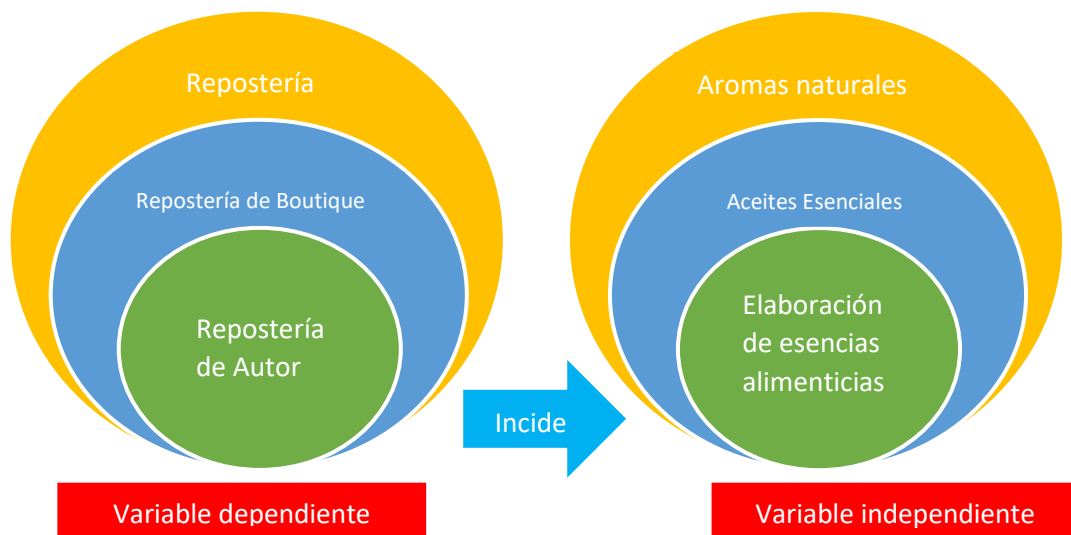 Repostería
Repostería de Boutique
Repostería
de Autor
Variable dependiente
Incide
Aromas naturales
Aceites Esenciales
Elaboración
de esencias
alimenticias
Variable independiente